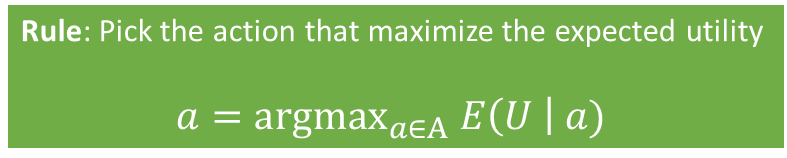 Rule: Pick the action that maximize the expected utility
a = argmax_{a∈A} E(U | a)